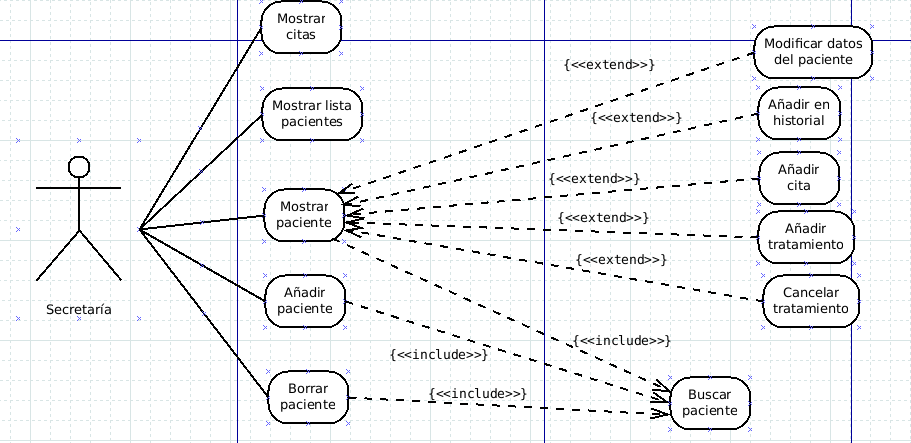 Mostrar
citas
Modificar datos
del paciente
{<<extend>>}
Mostrar lista
pacientes
{<<extend>>}
Añadir en
historial
{<<extend>>}
Añadir
cita
Mostrar
paciente
{<<extend>>}
Añadir
tratamiento
{<<extend>>}
Secretaría
Añadir
paciente
Cancelar
tratamiento
{<<include>>}
{<<include>>}
Borrar
paciente
{<<include>>}
Buscar
paciente